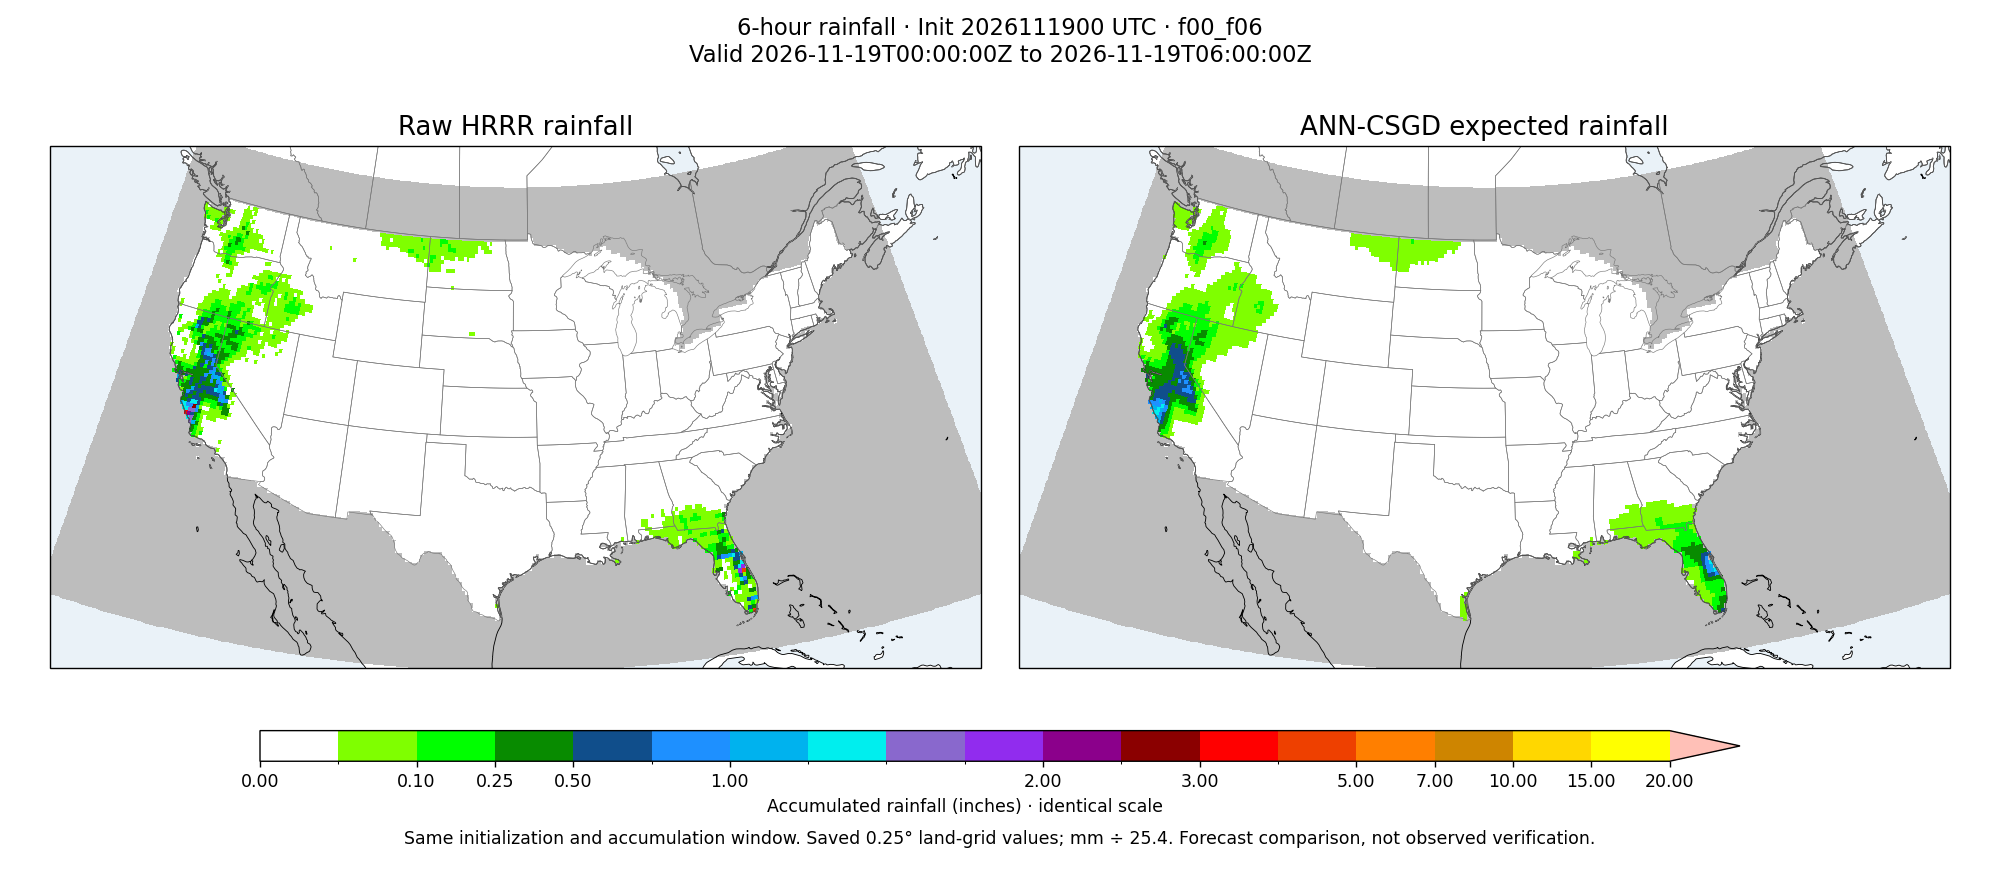 6-hour rainfall · Init 2026111900 UTC · f00_f06
Valid 2026-11-19T00:00:00Z to 2026-11-19T06:00:00Z
Raw HRRR rainfall
ANN-CSGD expected rainfall
0.00 0.10 0.25 0.50 1.00 2.00 3.00 5.00 7.00 10.00 15.00 20.00
Accumulated rainfall (inches) · identical scale
Same initialization and accumulation window. Saved 0.25° land-grid values; mm ÷ 25.4. Forecast comparison, not observed verification.